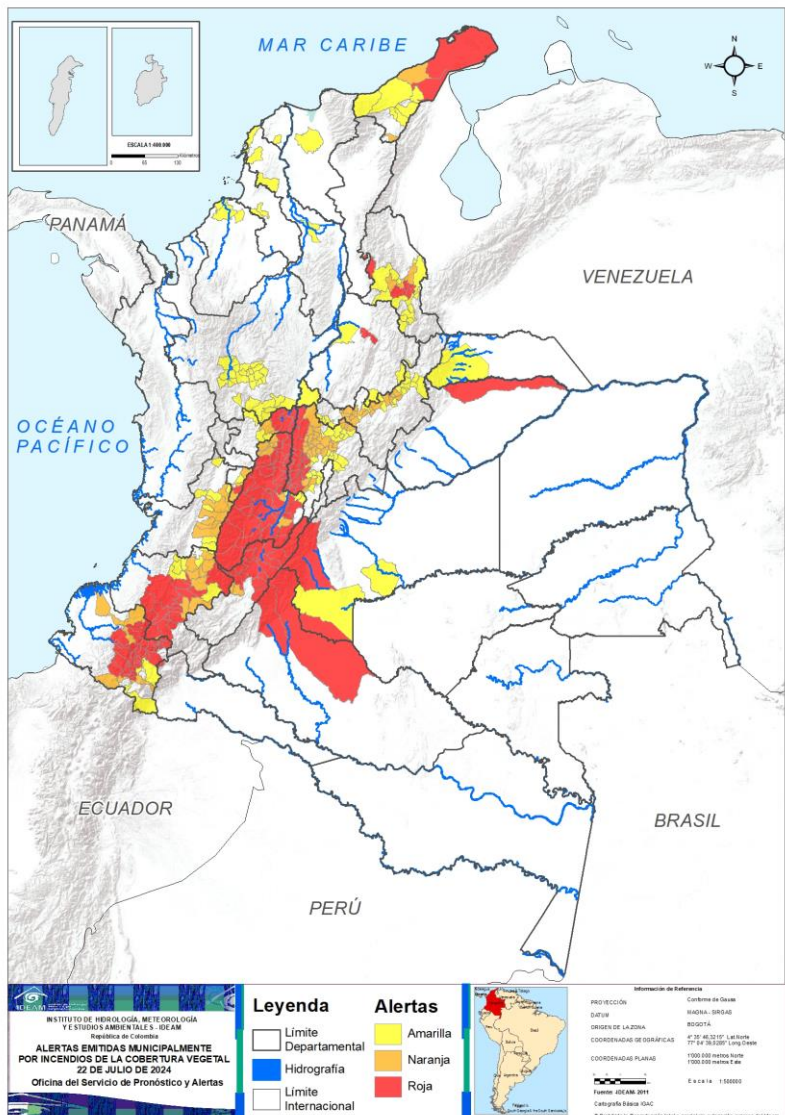 MAR CARIBE
N
W
E
S
ESCALA 1:400.000
PANAMÁ
VENEZUELA
OCÉANO
PACÍFICO
ECUADOR
BRASIL
PERÚ
IDEAM
INSTITUTO DE HIDROLOGÍA, METEOROLOGÍA
Y ESTUDIOS AMBIENTALES - IDEAM
República de Colombia
ALERTAS EMITIDAS MUNICIPALMENTE
POR INCENDIOS DE LA COBERTURA VEGETAL
22 DE JULIO DE 2024
Oficina del Servicio de Pronóstico y Alertas
Leyenda
Límite
Departamental
Hidrografía
Límite
Internacional
Alertas
Amarilla
Naranja
Roja
Información de Referencia
PROYECCIÓN Conforme de Gauss
DATUM MAGNA - SIRGAS
ORIGEN DE LA ZONA BOGOTÁ
COORDENADAS GEOGRÁFICAS
COORDENADAS PLANAS 1'000.000 metros Norte
1'000.000 metros Este
Escala
Fuente: IDEAM- 2011
Cartografía Básica IGAC